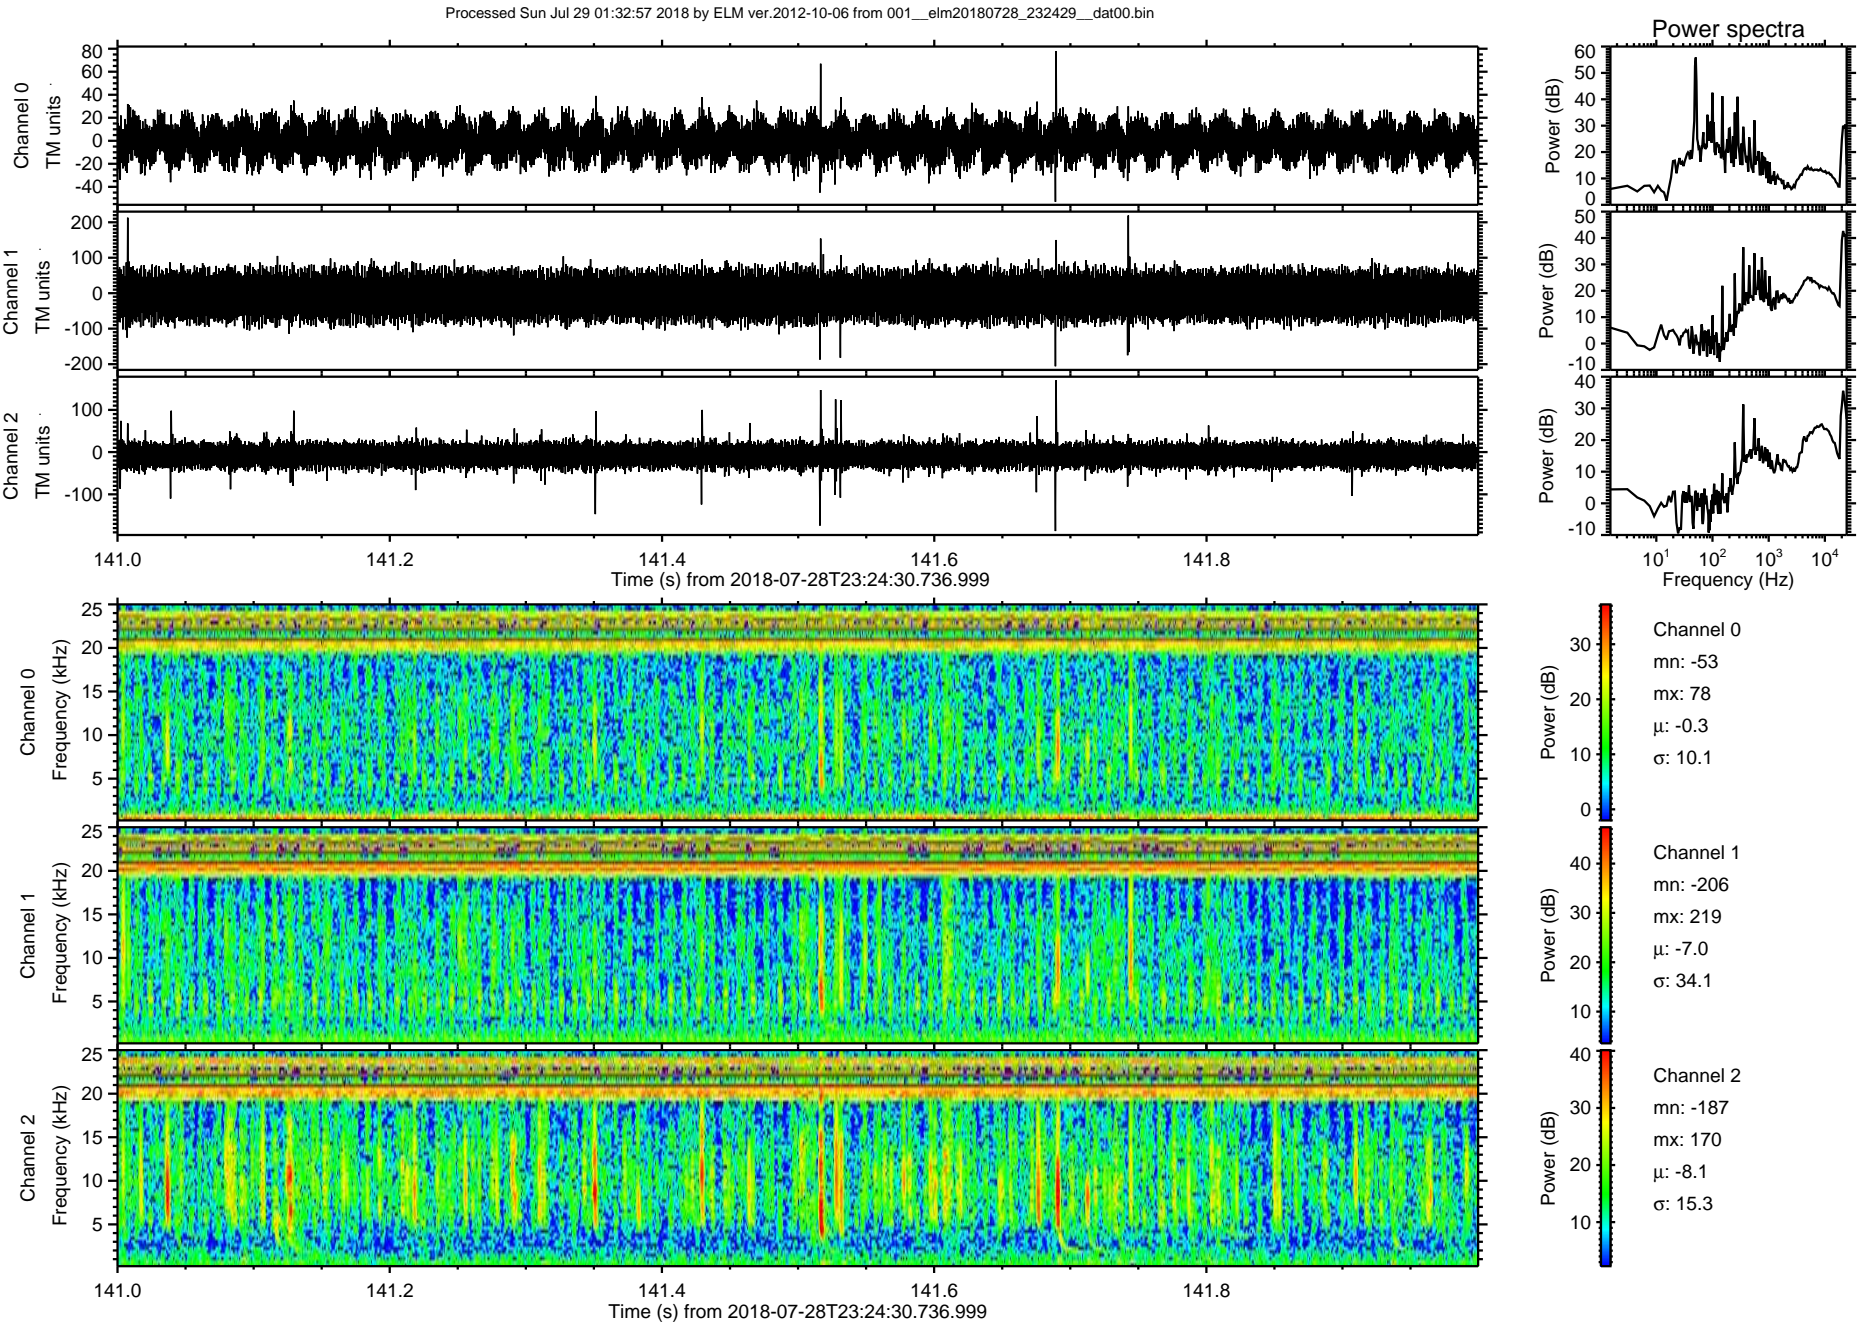 Processed Sun Jul 29 01:32:57 2018 by ELM ver.2012-10-06 from 001__elm20180728_232429__dat00.bin
Power spectra
Channel 0
TM units
80
60
40
20
0
-20
-40
Power (dB)
60
50
40
30
20
10
0
Channel 1
TM units
200
100
0
-100
-200
Power (dB)
50
40
30
20
10
0
-10
Channel 2
TM units
100
0
-100
Power (dB)
40
30
20
10
0
-10
141.0 141.2 141.4 141.6 141.8
Time (s) from 2018-07-28T23:24:30.736.999
10¹ 10² 10³ 10⁴
Frequency (Hz)
Channel 0
Frequency (kHz)
25
20
15
10
5
Power (dB)
30
20
10
0
Channel 0
mn: -53
mx: 78
µ: -0.3
σ: 10.1
Channel 1
Frequency (kHz)
25
20
15
10
5
Power (dB)
40
30
20
10
Channel 1
mn: -206
mx: 219
µ: -7.0
σ: 34.1
Channel 2
Frequency (kHz)
25
20
15
10
5
Power (dB)
40
30
20
10
Channel 2
mn: -187
mx: 170
µ: -8.1
σ: 15.3
141.0 141.2 141.4 141.6 141.8
Time (s) from 2018-07-28T23:24:30.736.999